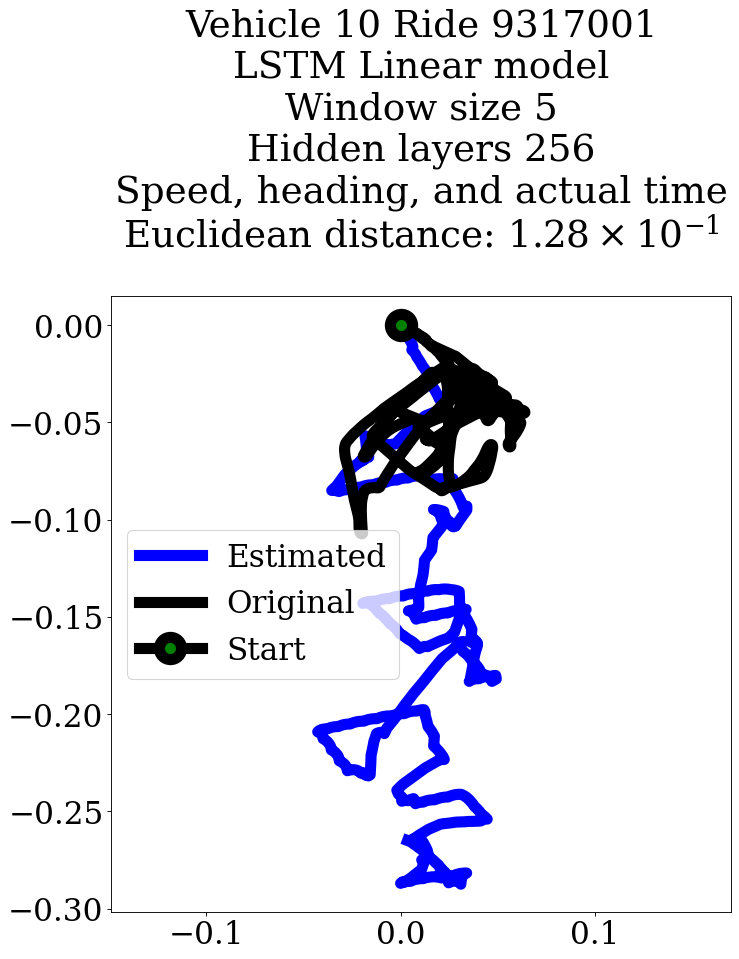 Vehicle 10 Ride 9317001
LSTM Linear model
Window size 5
Hidden layers 256
Speed, heading, and actual time
Euclidean distance: 1.28 × 10⁻¹
0.00
−0.05
−0.10
−0.15
−0.20
−0.25
−0.30
Estimated
Original
Start
−0.1 0.0 0.1